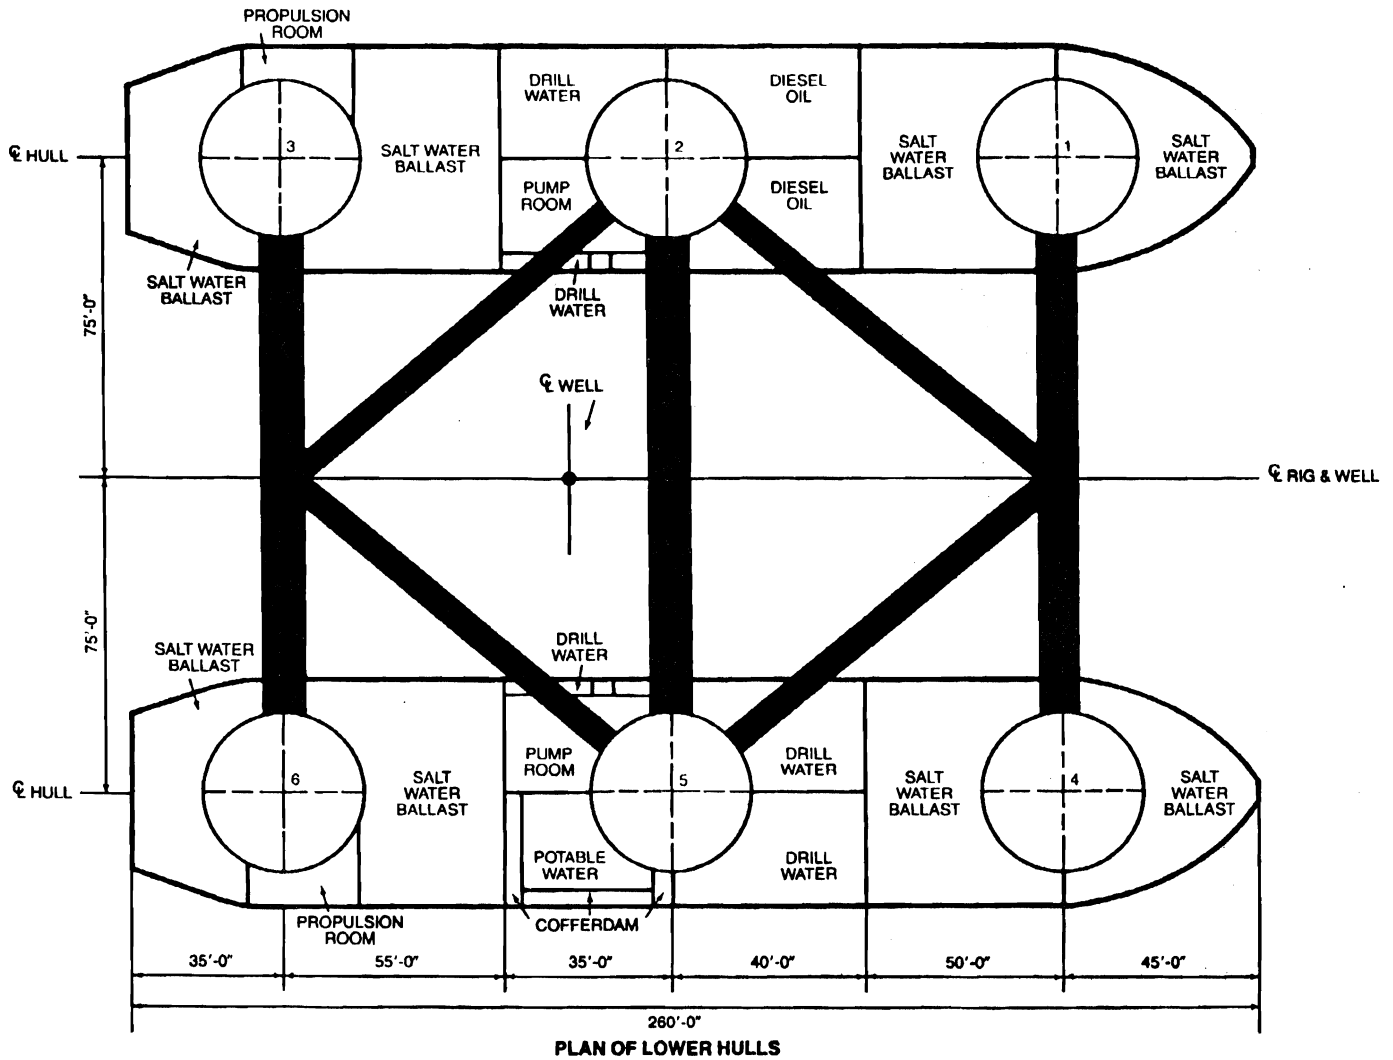 PROPULSION
ROOM
DRILL
WATER
DIESEL
OIL
℄ HULL
3
SALT WATER
BALLAST
2
SALT
WATER
BALLAST
1
SALT
WATER
BALLAST
PUMP
ROOM
DIESEL
OIL
SALT WATER
BALLAST
DRILL
WATER
75'-0"
℄ WELL
℄ RIG & WELL
75'-0"
SALT WATER
BALLAST
DRILL
WATER
℄ HULL
6
SALT
WATER
BALLAST
PUMP
ROOM
5
DRILL
WATER
SALT
WATER
BALLAST
4
SALT
WATER
BALLAST
POTABLE
WATER
DRILL
WATER
PROPULSION
ROOM
COFFERDAM
35'-0"
55'-0"
35'-0"
40'-0"
50'-0"
45'-0"
260'-0"
PLAN OF LOWER HULLS